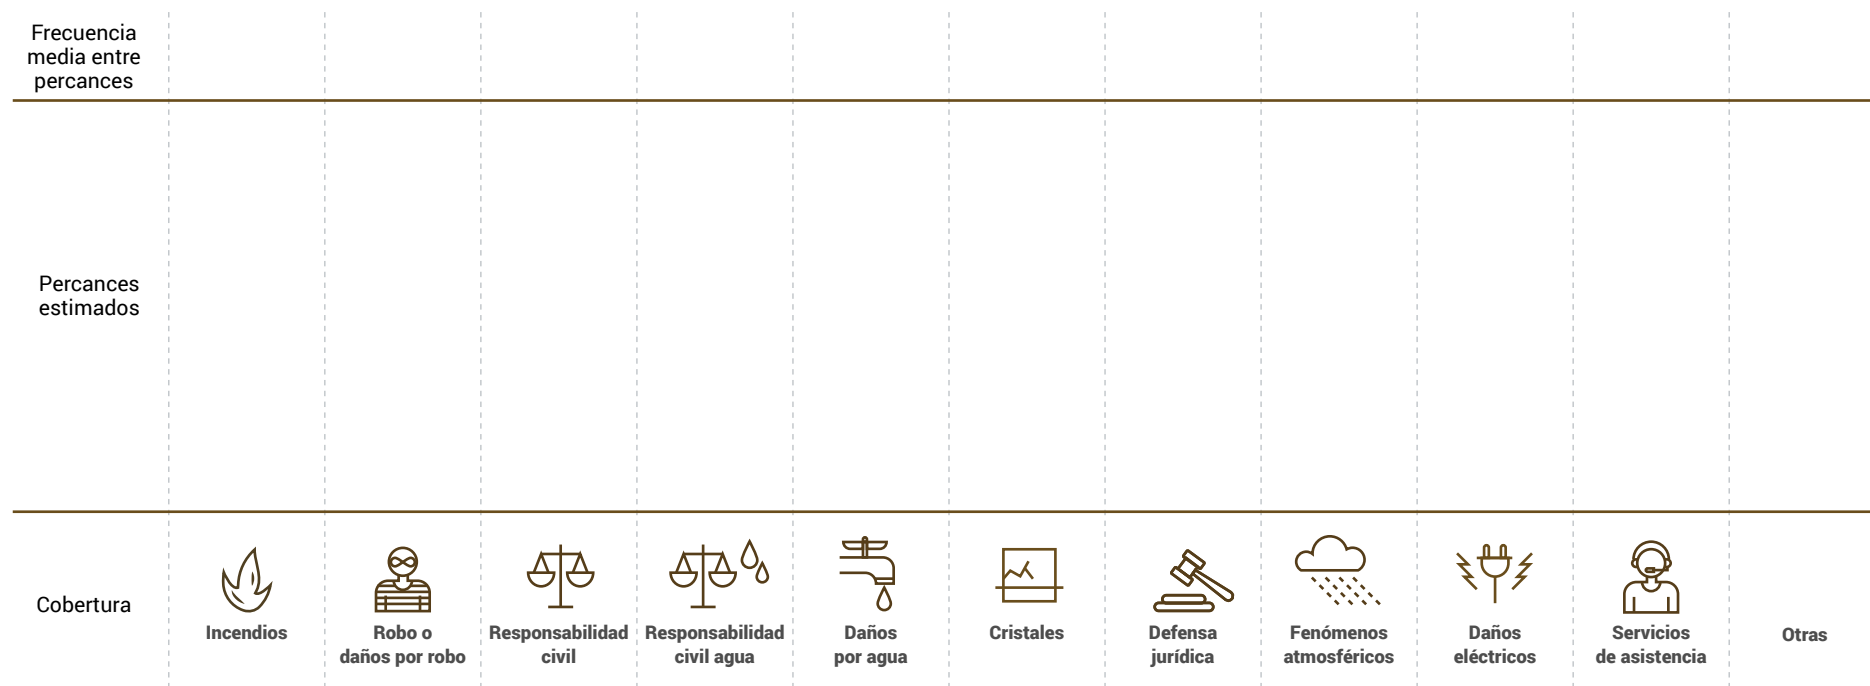 Frecuencia
media entre
percances
Percances
estimados
Cobertura
Incendios
Robo o
daños por robo
Responsabilidad
civil
Responsabilidad
civil agua
Daños
por agua
Cristales
Defensa
jurídica
Fenómenos
atmosféricos
Daños
eléctricos
Servicios
de asistencia
Otras